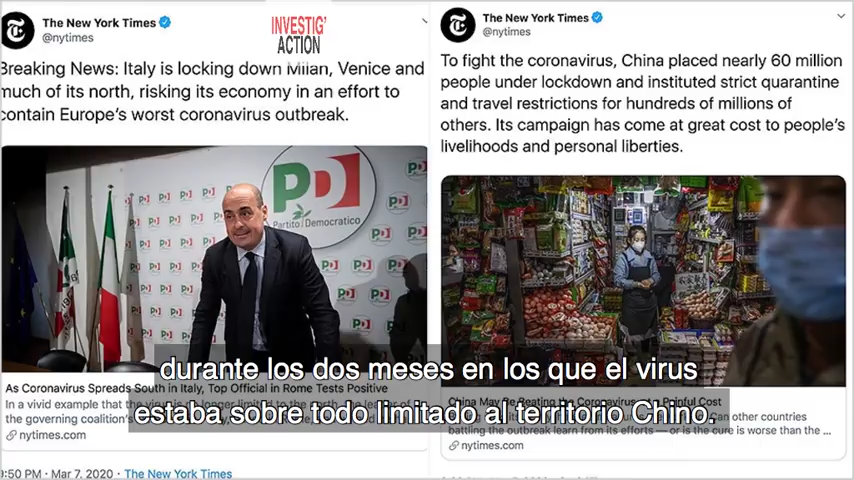 The New York Times
@nytimes
INVESTIG'
ACTION
Breaking News: Italy is locking down Milan, Venice and
much of its north, risking its economy in an effort to
contain Europe's worst coronavirus outbreak.
PD
Partito Democratico
As Coronavirus Spreads South in Italy, Top Official in Rome Tests Positive
In a vivid example that the virus is no longer limited to the north, the leader of
the governing coalition's
nytimes.com
9:50 PM · Mar 7, 2020 · The New York Times
The New York Times
@nytimes
To fight the coronavirus, China placed nearly 60 million
people under lockdown and instituted strict quarantine
and travel restrictions for hundreds of millions of
others. Its campaign has come at great cost to people's
livelihoods and personal liberties.
China May Be Beating the Coronavirus, at a Painful Cost
Can other countries
battling the outbreak learn from its efforts — or is the cure is worse than the ...
nytimes.com
durante los dos meses en los que el virus
estaba sobre todo limitado al territorio Chino.